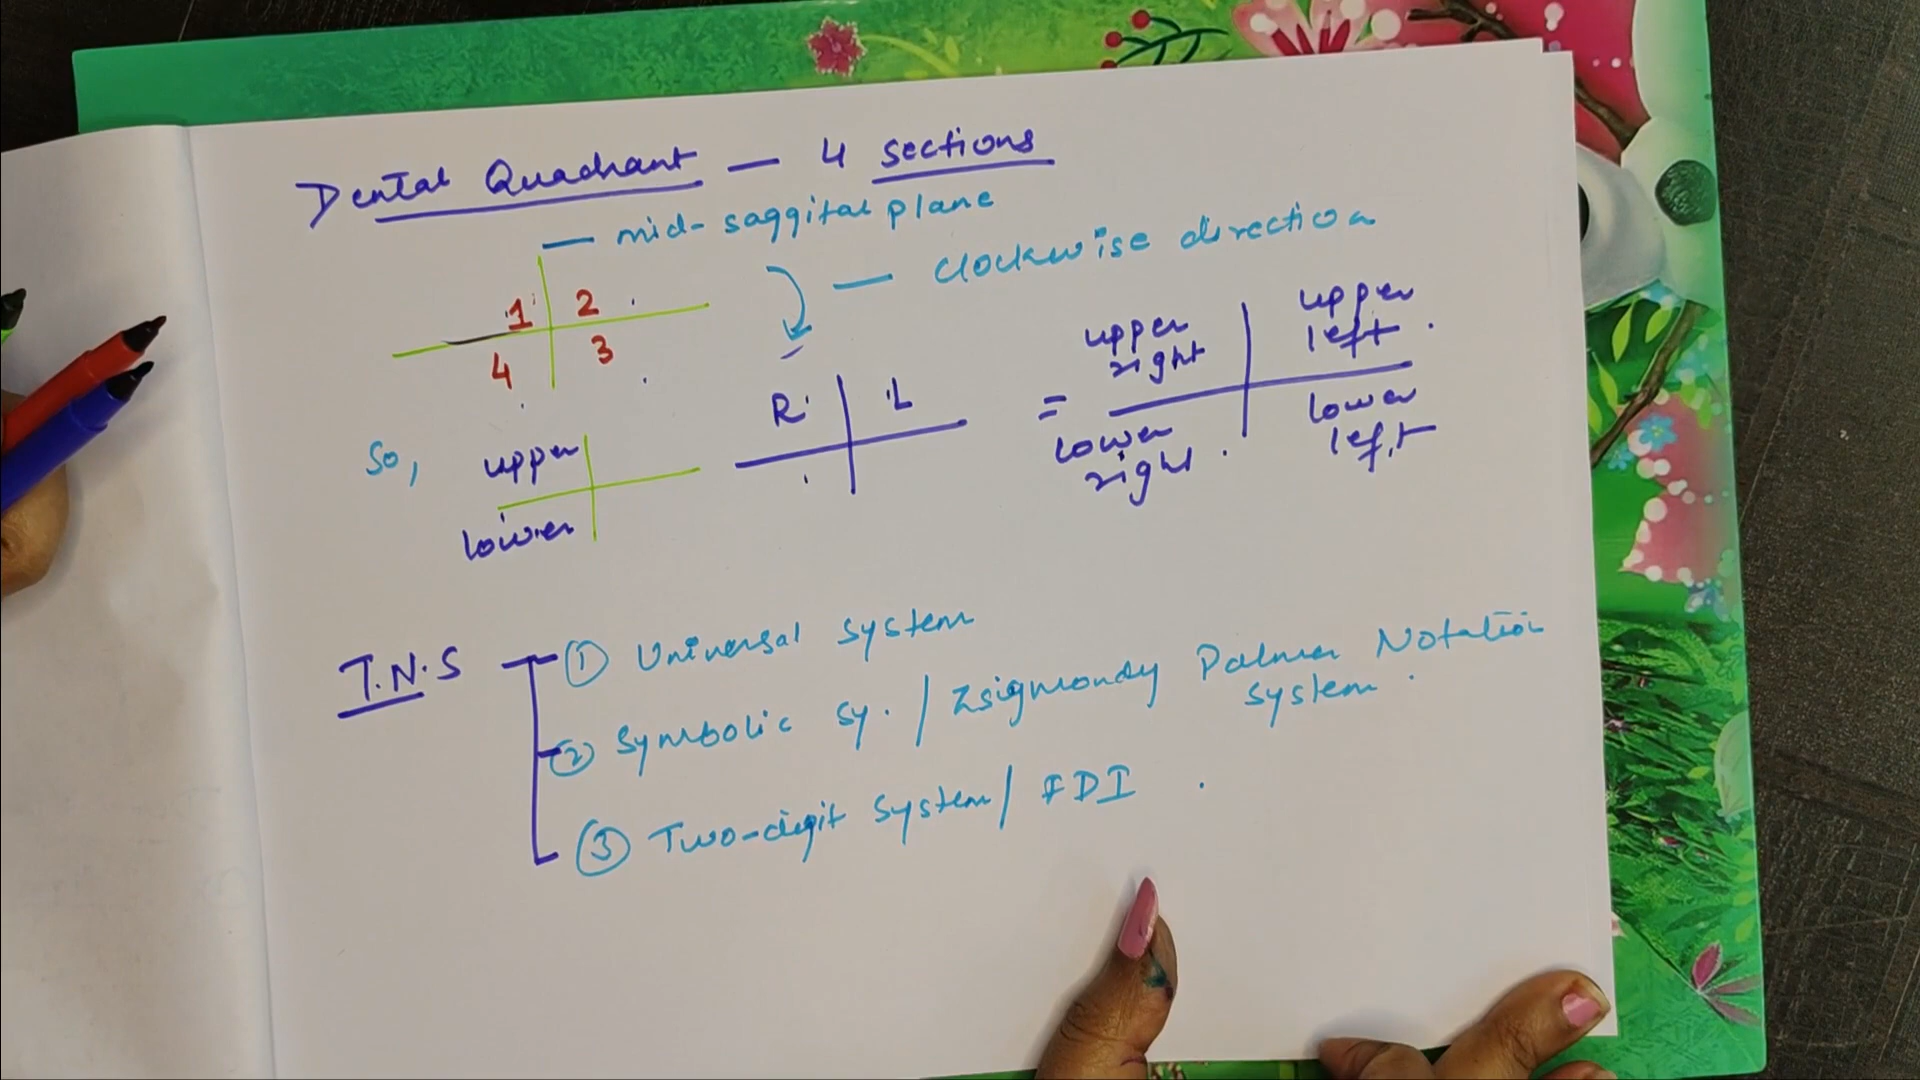 Dental Quadrant — 4 sections
— mid-saggital plane
— clockwise direction
1 2
4 3
So,
upper
lower
R L
=
upper right
upper left
lower right
lower left
T.N.S
① Universal system
② Symbolic sy. / Zsigmondy Palmer Notation system
③ Two-digit system / FDI